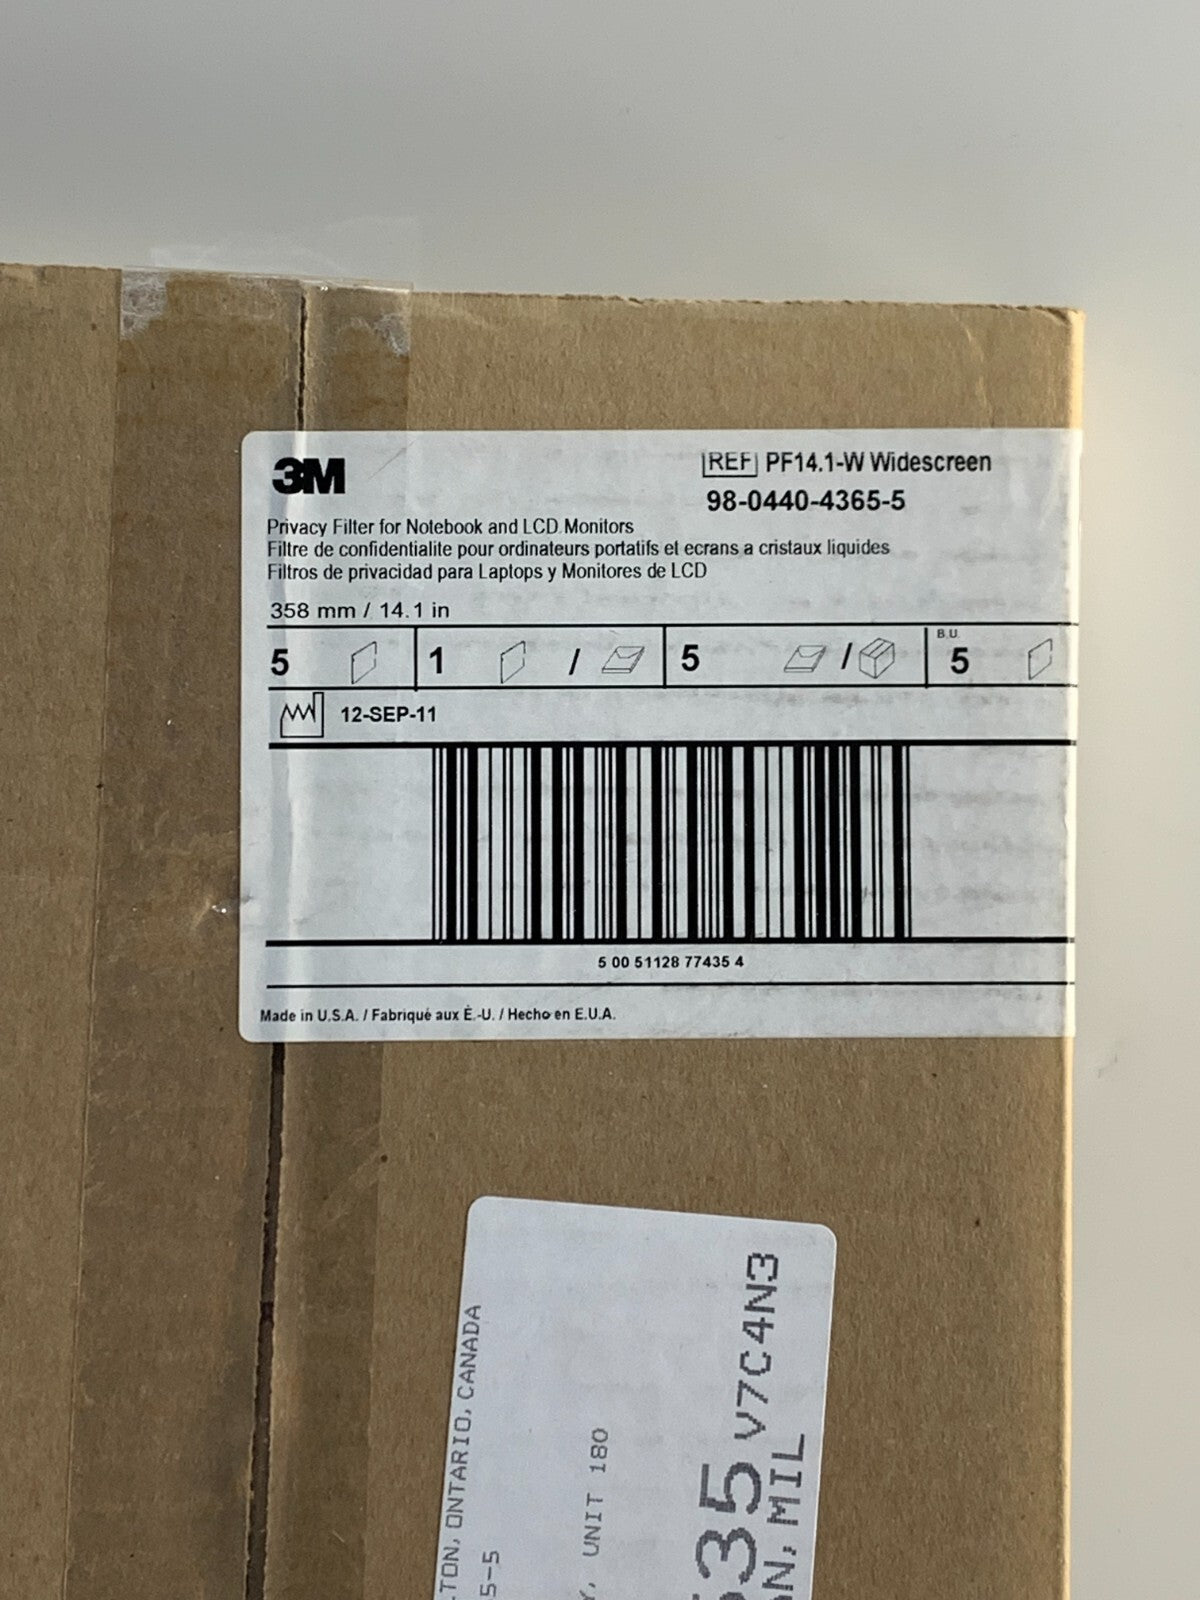 3M
REF PF14.1-W Widescreen
98-0440-4365-5
Privacy Filter for Notebook and LCD Monitors
Filtre de confidentialite pour ordinateurs portatifs et ecrans a cristaux liquides
Filtros de privacidad para Laptops y Monitores de LCD
358 mm / 14.1 in
5 1 / 5 / B.U. 5
12-SEP-11
5 00 51128 77435 4
Made in U.S.A. / Fabriqué aux É.-U. / Hecho en E.U.A.
ONTARIO, CANADA
5-5
UNIT 180
35 V7C4N3
MIL